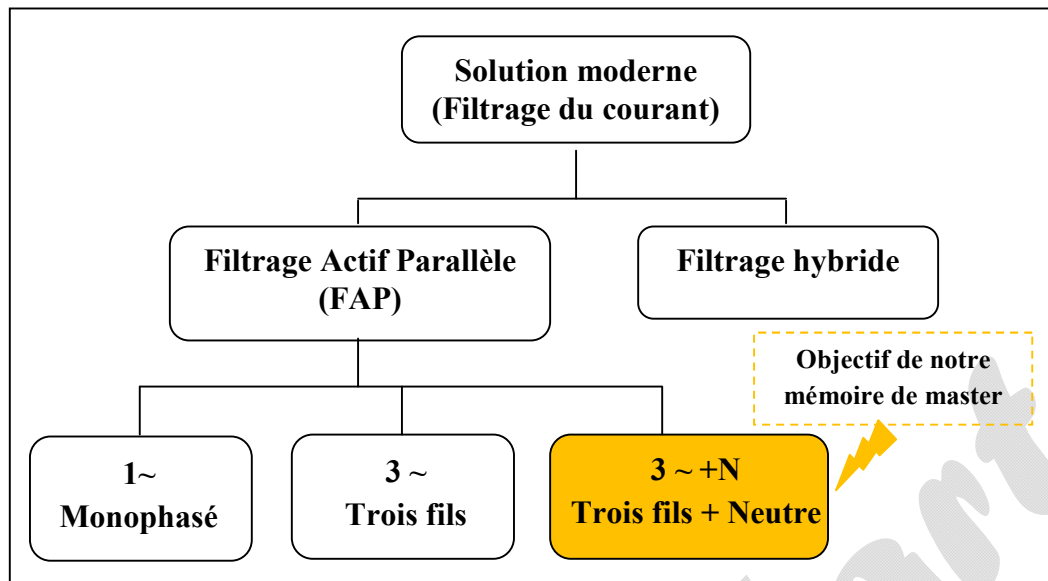 Solution moderne
(Filtrage du courant)
Filtrage Actif Parallèle
(FAP)
Filtrage hybride
Objectif de notre
mémoire de master
1~
Monophasé
3 ~
Trois fils
3 ~ +N
Trois fils + Neutre